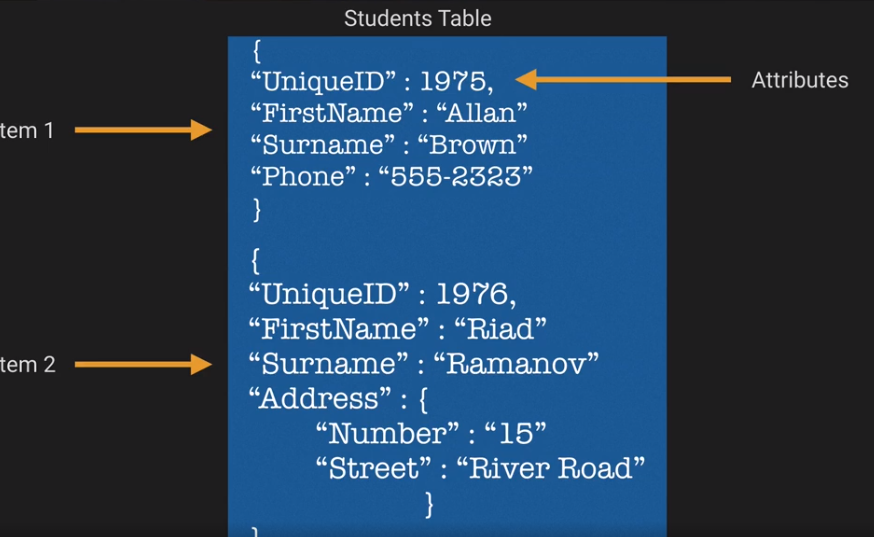 Students Table
{
“UniqueID” : 1975,
Attributes
“FirstName” : “Allan”
tem 1
“Surname” : “Brown”
“Phone” : “555-2323”
}
{
“UniqueID” : 1976,
“FirstName” : “Riad”
tem 2
“Surname” : “Ramanov”
“Address” : {
“Number” : “15”
“Street” : “River Road”
}
}